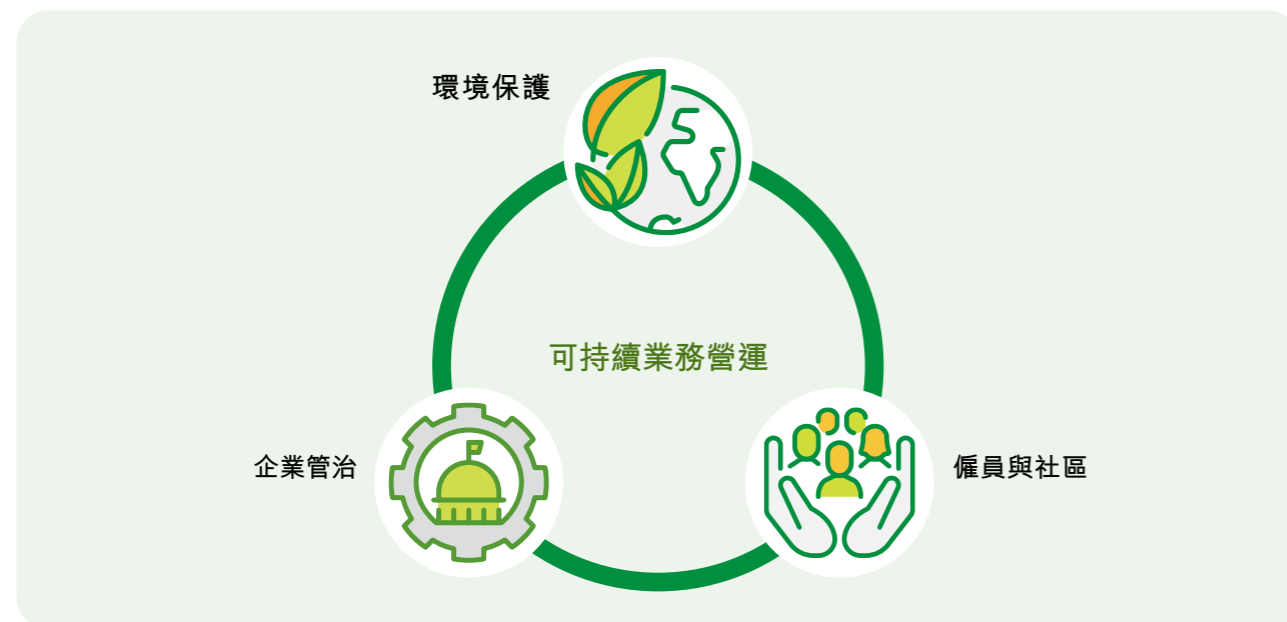 環境保護
可持續業務營運
企業管治
僱員與社區